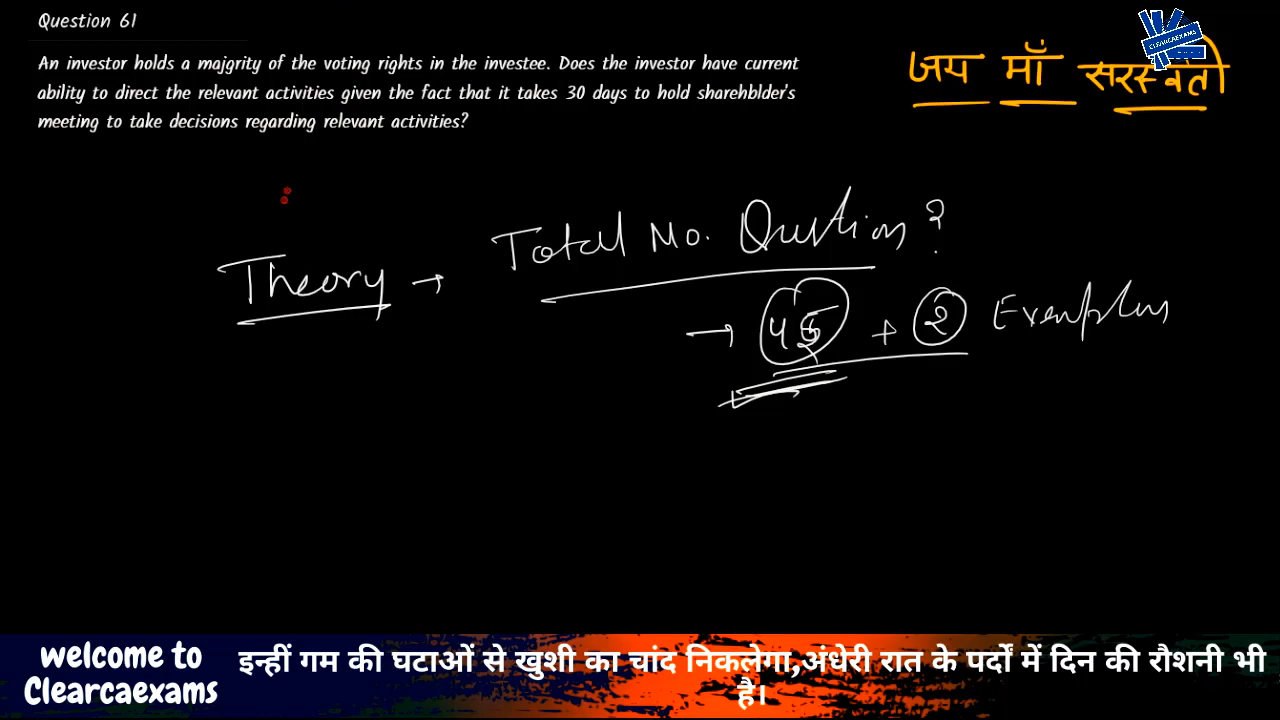 Question 61
CLEARCAEXAMS
जय माँ सरस्वती
An investor holds a majgrity of the voting rights in the investee. Does the investor have current
ability to direct the relevant activities given the fact that it takes 30 days to hold sharehblder's
meeting to take decisions regarding relevant activities?
Total No. Question?
Theory →
→ 45 + 2 Examples
welcome to
Clearcaexams
इन्हीं गम की घटाओं से खुशी का चांद निकलेगा,अंधेरी रात के पर्दों में दिन की रौशनी भी
है।